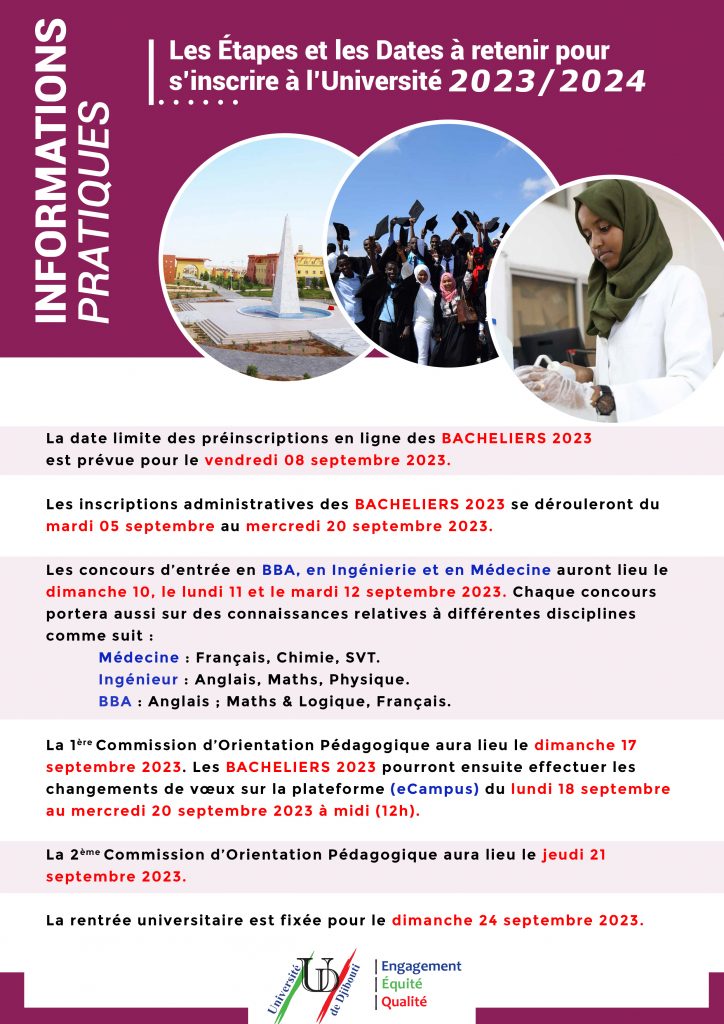 INFORMATIONS
PRATIQUES
Les Étapes et les Dates à retenir pour
s'inscrire à l'Université 2023/2024
La date limite des préinscriptions en ligne des BACHELIERS 2023
est prévue pour le vendredi 08 septembre 2023.
Les inscriptions administratives des BACHELIERS 2023 se dérouleront du
mardi 05 septembre au mercredi 20 septembre 2023.
Les concours d'entrée en BBA, en Ingénierie et en Médecine auront lieu le
dimanche 10, le lundi 11 et le mardi 12 septembre 2023. Chaque concours
portera aussi sur des connaissances relatives à différentes disciplines
comme suit :
Médecine : Français, Chimie, SVT.
Ingénieur : Anglais, Maths, Physique.
BBA : Anglais ; Maths & Logique, Français.
La 1ère Commission d'Orientation Pédagogique aura lieu le dimanche 17
septembre 2023. Les BACHELIERS 2023 pourront ensuite effectuer les
changements de vœux sur la plateforme (eCampus) du lundi 18 septembre
au mercredi 20 septembre 2023 à midi (12h).
La 2ème Commission d'Orientation Pédagogique aura lieu le jeudi 21
septembre 2023.
La rentrée universitaire est fixée pour le dimanche 24 septembre 2023.
Université
UD
de Djibouti
Engagement
Équité
Qualité